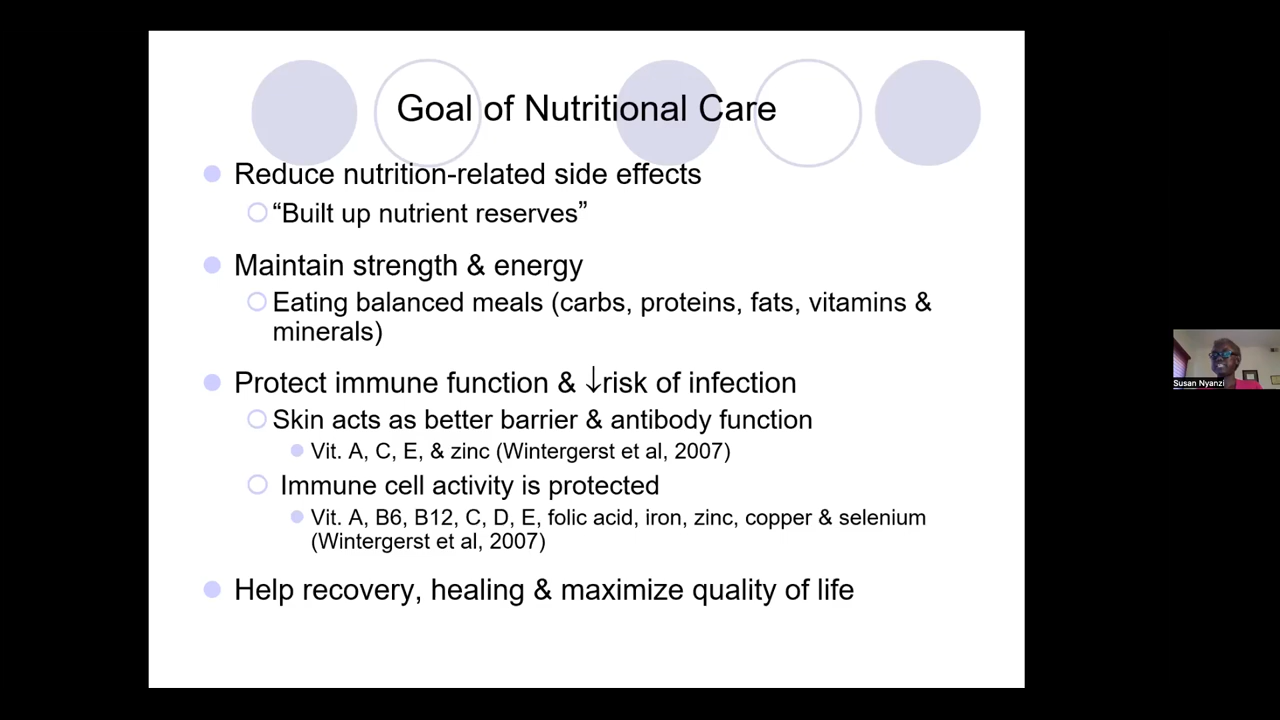 Goal of Nutritional Care
Reduce nutrition-related side effects
“Built up nutrient reserves”
Maintain strength & energy
Eating balanced meals (carbs, proteins, fats, vitamins &
minerals)
Protect immune function & ↓risk of infection
Skin acts as better barrier & antibody function
Vit. A, C, E, & zinc (Wintergerst et al, 2007)
Immune cell activity is protected
Vit. A, B6, B12, C, D, E, folic acid, iron, zinc, copper & selenium
(Wintergerst et al, 2007)
Help recovery, healing & maximize quality of life
Susan Nyanzi